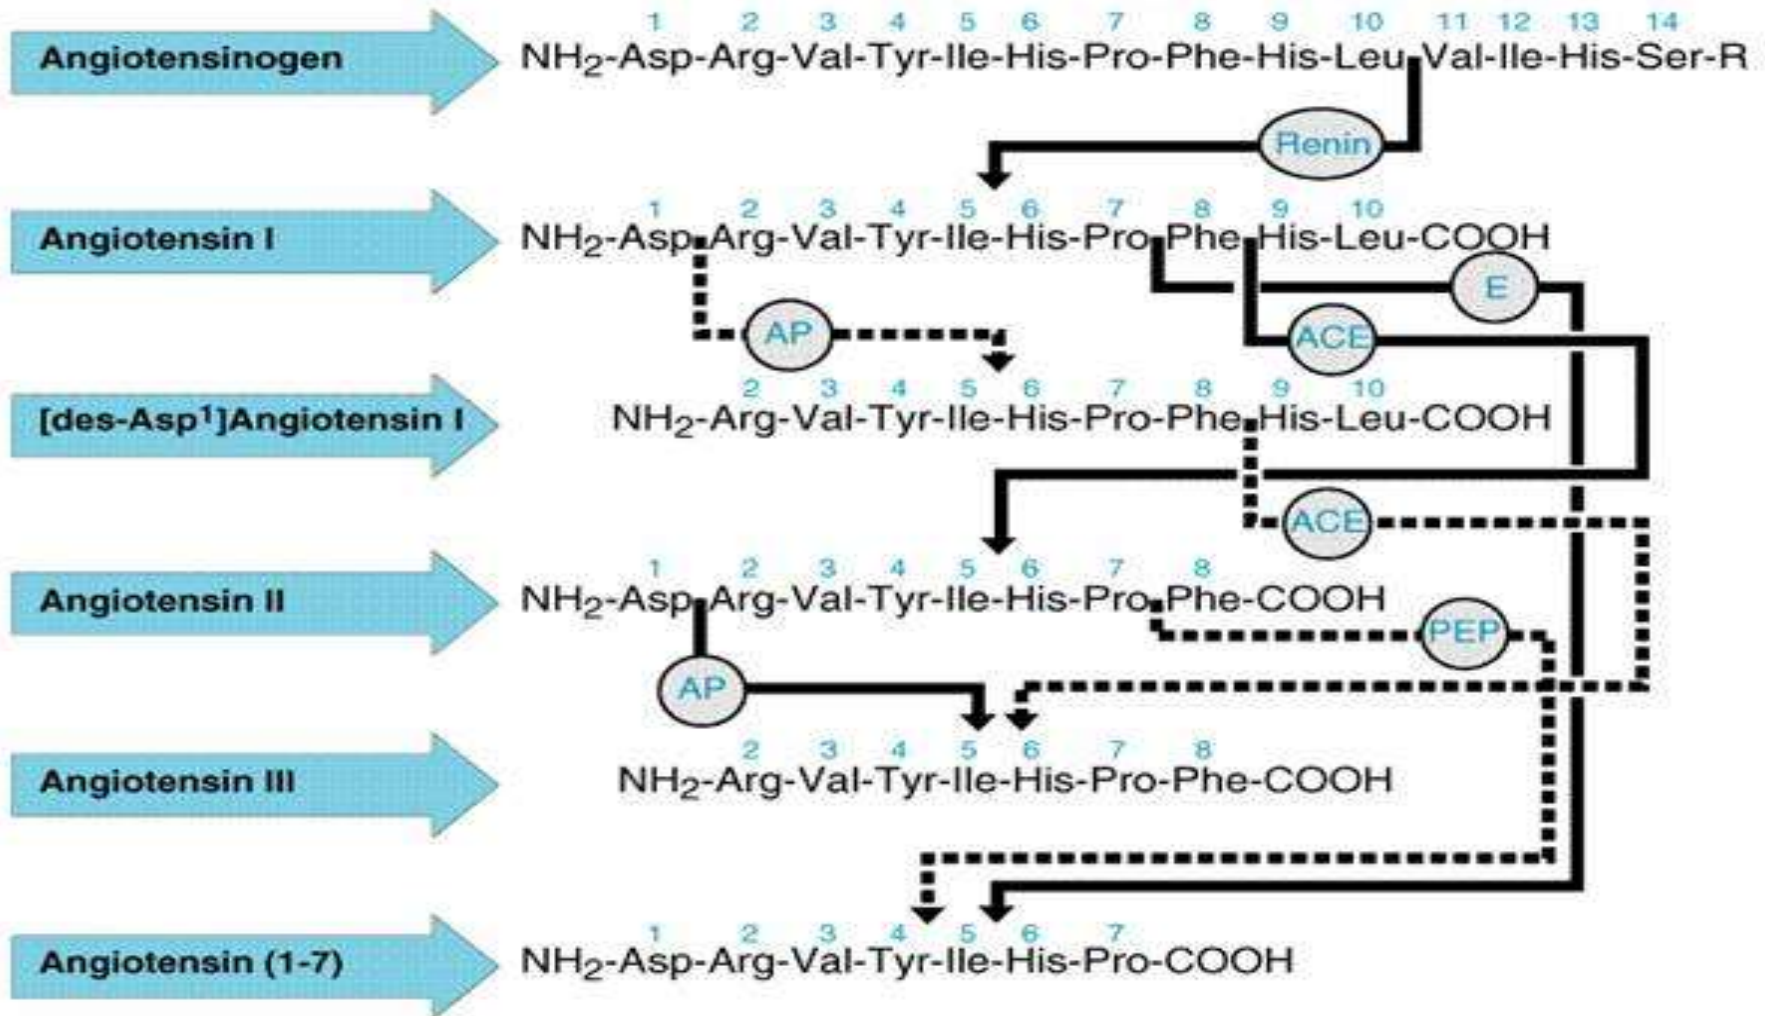 1 2 3 4 5 6 7 8 9 10 11 12 13 14
Angiotensinogen NH2-Asp-Arg-Val-Tyr-Ile-His-Pro-Phe-His-Leu Val-Ile-His-Ser-R
Renin
1 2 3 4 5 6 7 8 9 10
Angiotensin I NH2-Asp Arg-Val-Tyr-Ile-His-Pro Phe His-Leu-COOH
E
AP ACE
2 3 4 5 6 7 8 9 10
[des-Asp1]Angiotensin I NH2-Arg-Val-Tyr-Ile-His-Pro-Phe His-Leu-COOH
ACE
1 2 3 4 5 6 7 8
Angiotensin II NH2-Asp Arg-Val-Tyr-Ile-His-Pro Phe-COOH
PEP
AP
2 3 4 5 6 7 8
Angiotensin III NH2-Arg-Val-Tyr-Ile-His-Pro-Phe-COOH
1 2 3 4 5 6 7
Angiotensin (1-7) NH2-Asp-Arg-Val-Tyr-Ile-His-Pro-COOH